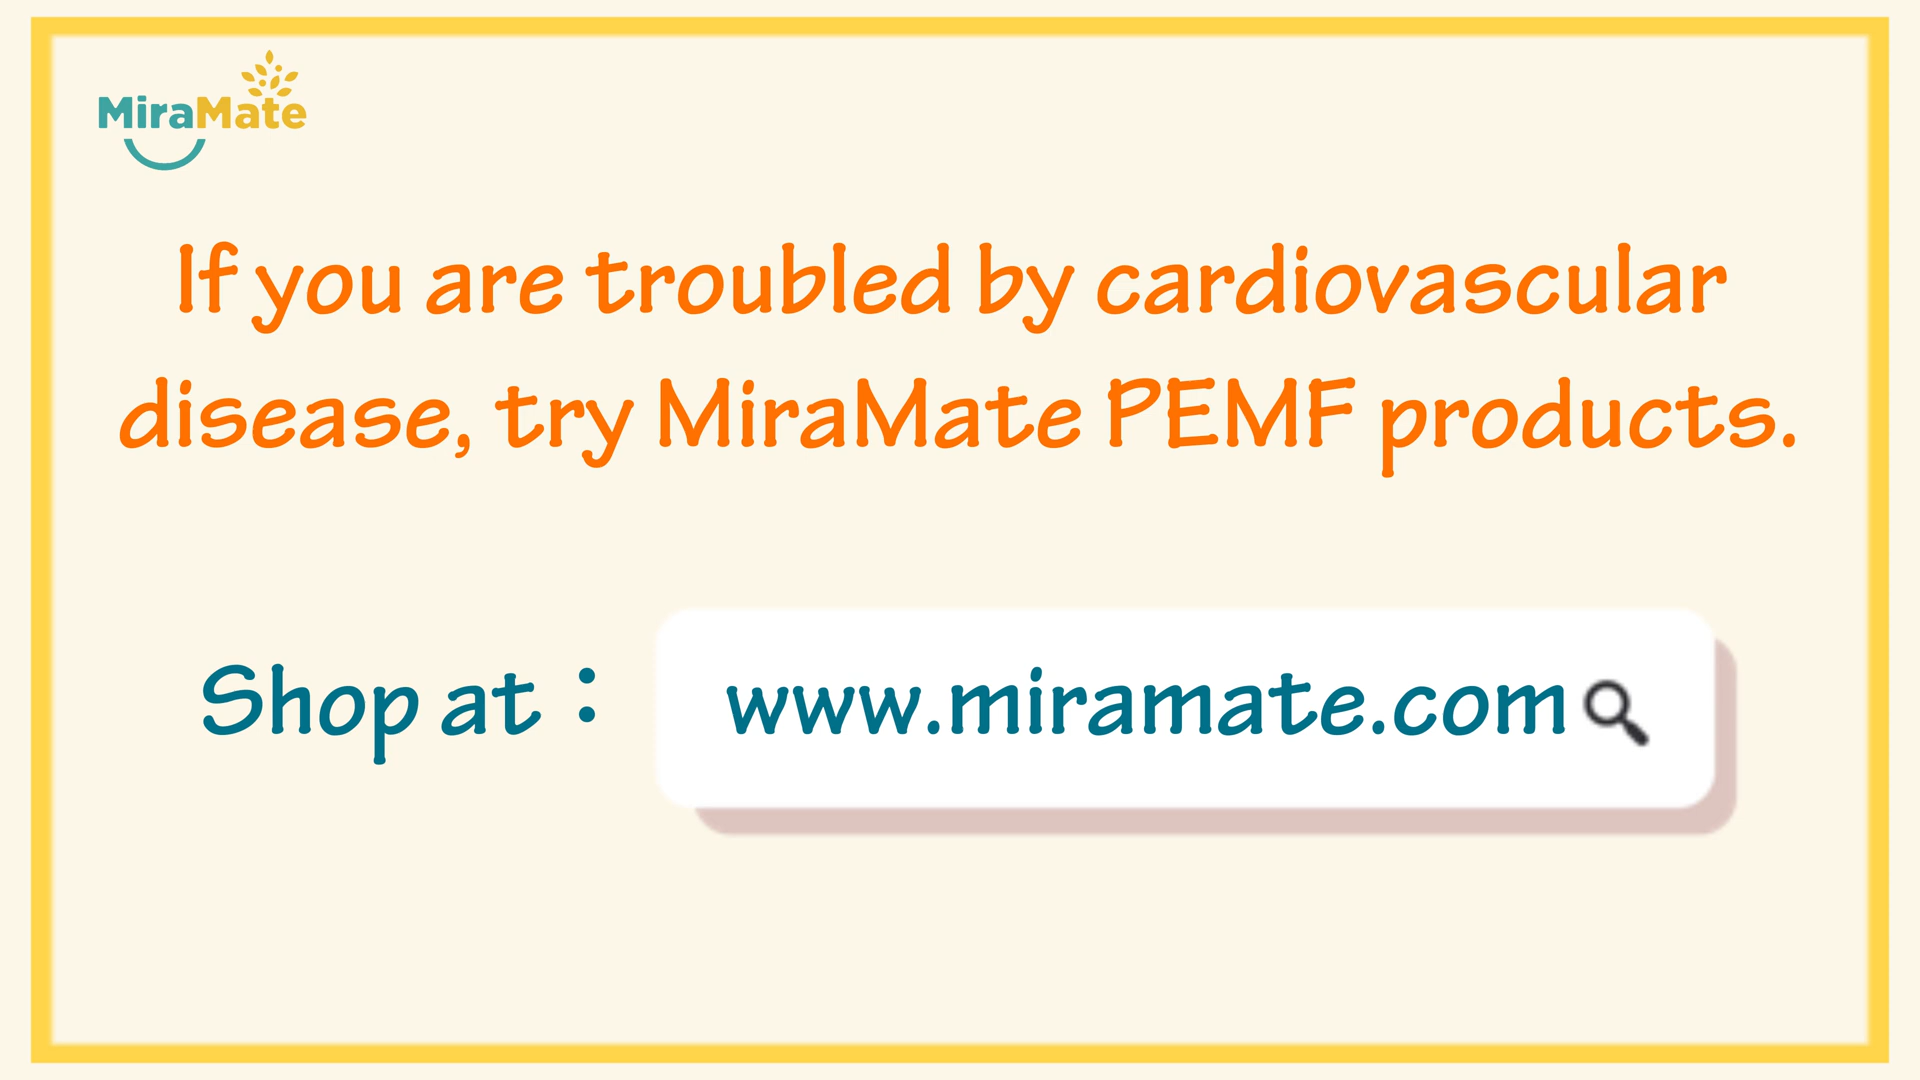 MiraMate
If you are troubled by cardiovascular
disease, try MiraMate PEMF products.
Shop at：
www.miramate.com